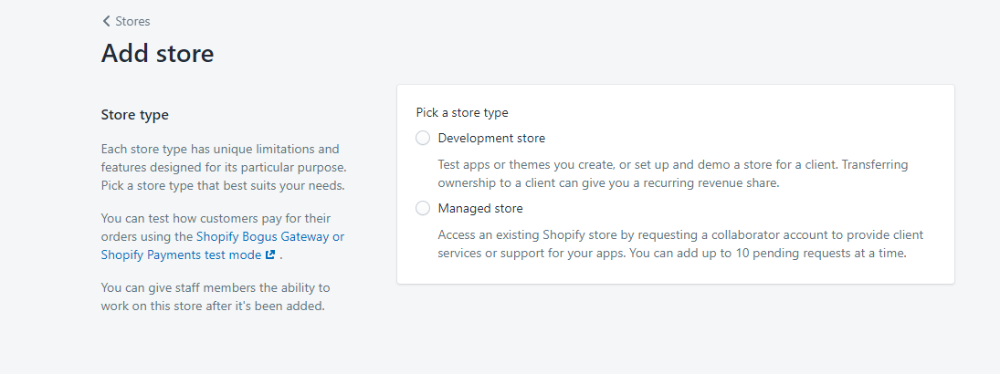 Stores
Add store
Store type
Each store type has unique limitations and
features designed for its particular purpose.
Pick a store type that best suits your needs.
You can test how customers pay for their
orders using the Shopify Bogus Gateway or
Shopify Payments test mode .
You can give staff members the ability to
work on this store after it's been added.
Pick a store type
Development store
Test apps or themes you create, or set up and demo a store for a client. Transferring
ownership to a client can give you a recurring revenue share.
Managed store
Access an existing Shopify store by requesting a collaborator account to provide client
services or support for your apps. You can add up to 10 pending requests at a time.